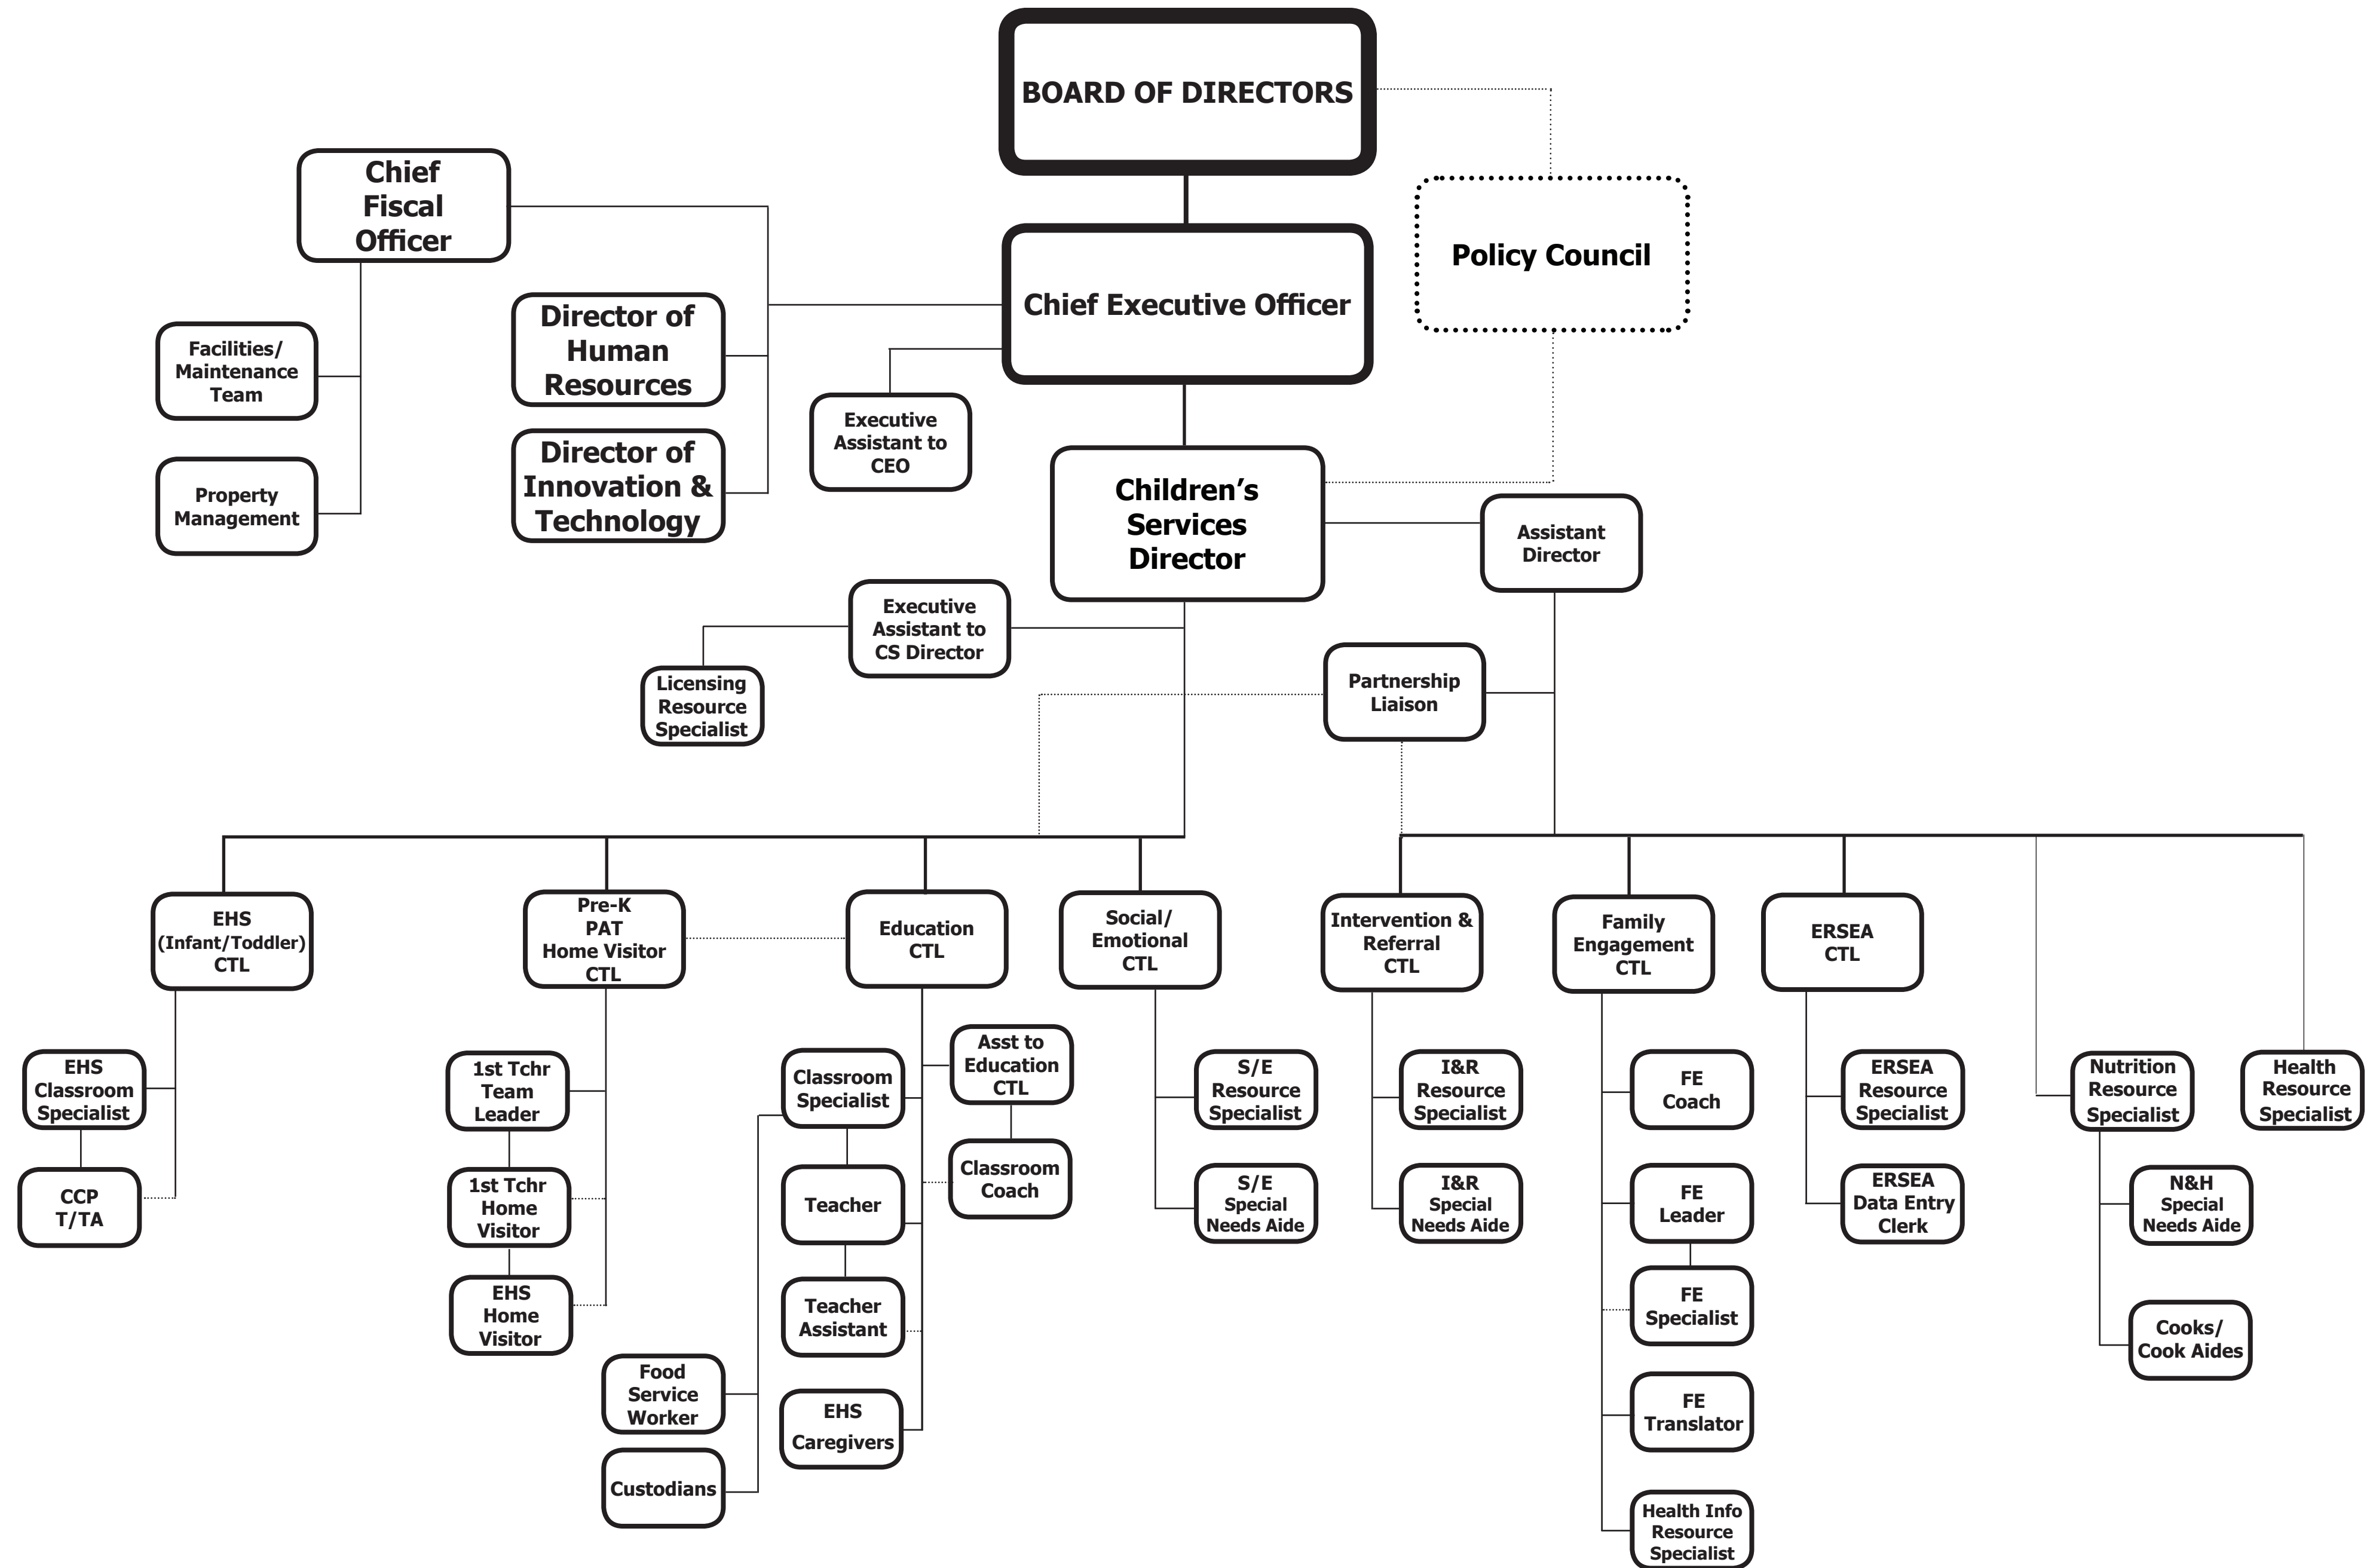 BOARD OF DIRECTORS
Chief
Fiscal
Officer
Policy Council
Chief Executive Officer
Director of
Human
Resources
Facilities/
Maintenance
Team
Executive
Assistant to
CEO
Director of
Innovation &
Technology
Property
Management
Children’s
Services
Director
Assistant
Director
Executive
Assistant to
CS Director
Partnership
Liaison
Licensing
Resource
Specialist
EHS
(Infant/Toddler)
CTL
Pre-K
PAT
Home Visitor
CTL
Education
CTL
Social/
Emotional
CTL
Intervention &
Referral
CTL
Family
Engagement
CTL
ERSEA
CTL
EHS
Classroom
Specialist
CCP
T/TA
1st Tchr
Team
Leader
1st Tchr
Home
Visitor
EHS
Home
Visitor
Classroom
Specialist
Teacher
Teacher
Assistant
EHS
Caregivers
Food
Service
Worker
Custodians
Asst to
Education
CTL
Classroom
Coach
S/E
Resource
Specialist
S/E
Special
Needs Aide
I&R
Resource
Specialist
I&R
Special
Needs Aide
FE
Coach
FE
Leader
FE
Specialist
FE
Translator
Health Info
Resource
Specialist
ERSEA
Resource
Specialist
ERSEA
Data Entry
Clerk
Nutrition
Resource
Specialist
N&H
Special
Needs Aide
Cooks/
Cook Aides
Health
Resource
Specialist